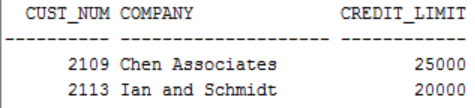 CUST_NUM COMPANY CREDIT_LIMIT
---------- -------------------- ------------
2109 Chen Associates 25000
2113 Ian and Schmidt 20000